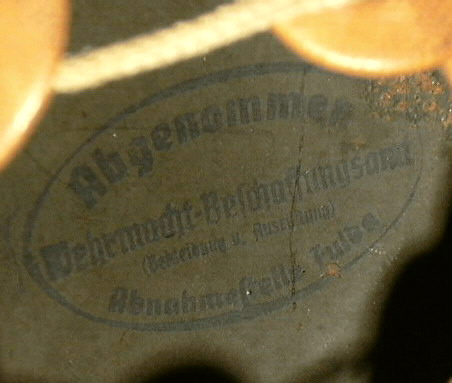 Abgenommen
Wehrmacht-Beschaffungsamt
(Bekleidung u. Ausrüstung)
Abnahmestelle Fulda